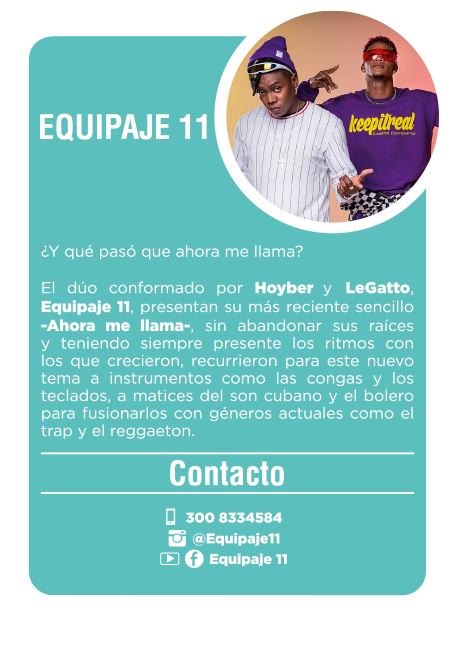 keepitreal
EQUIPAJE 11
¿Y qué pasó que ahora me llama?
El dúo conformado por Hoyber y LeGatto,
Equipaje 11, presentan su más reciente sencillo
-Ahora me llama-, sin abandonar sus raíces
y teniendo siempre presente los ritmos con
los que crecieron, recurrieron para este nuevo
tema a instrumentos como las congas y los
teclados, a matices del son cubano y el bolero
para fusionarlos con géneros actuales como el
trap y el reggaeton.
Contacto
300 8334584
@Equipaje11
f Equipaje 11